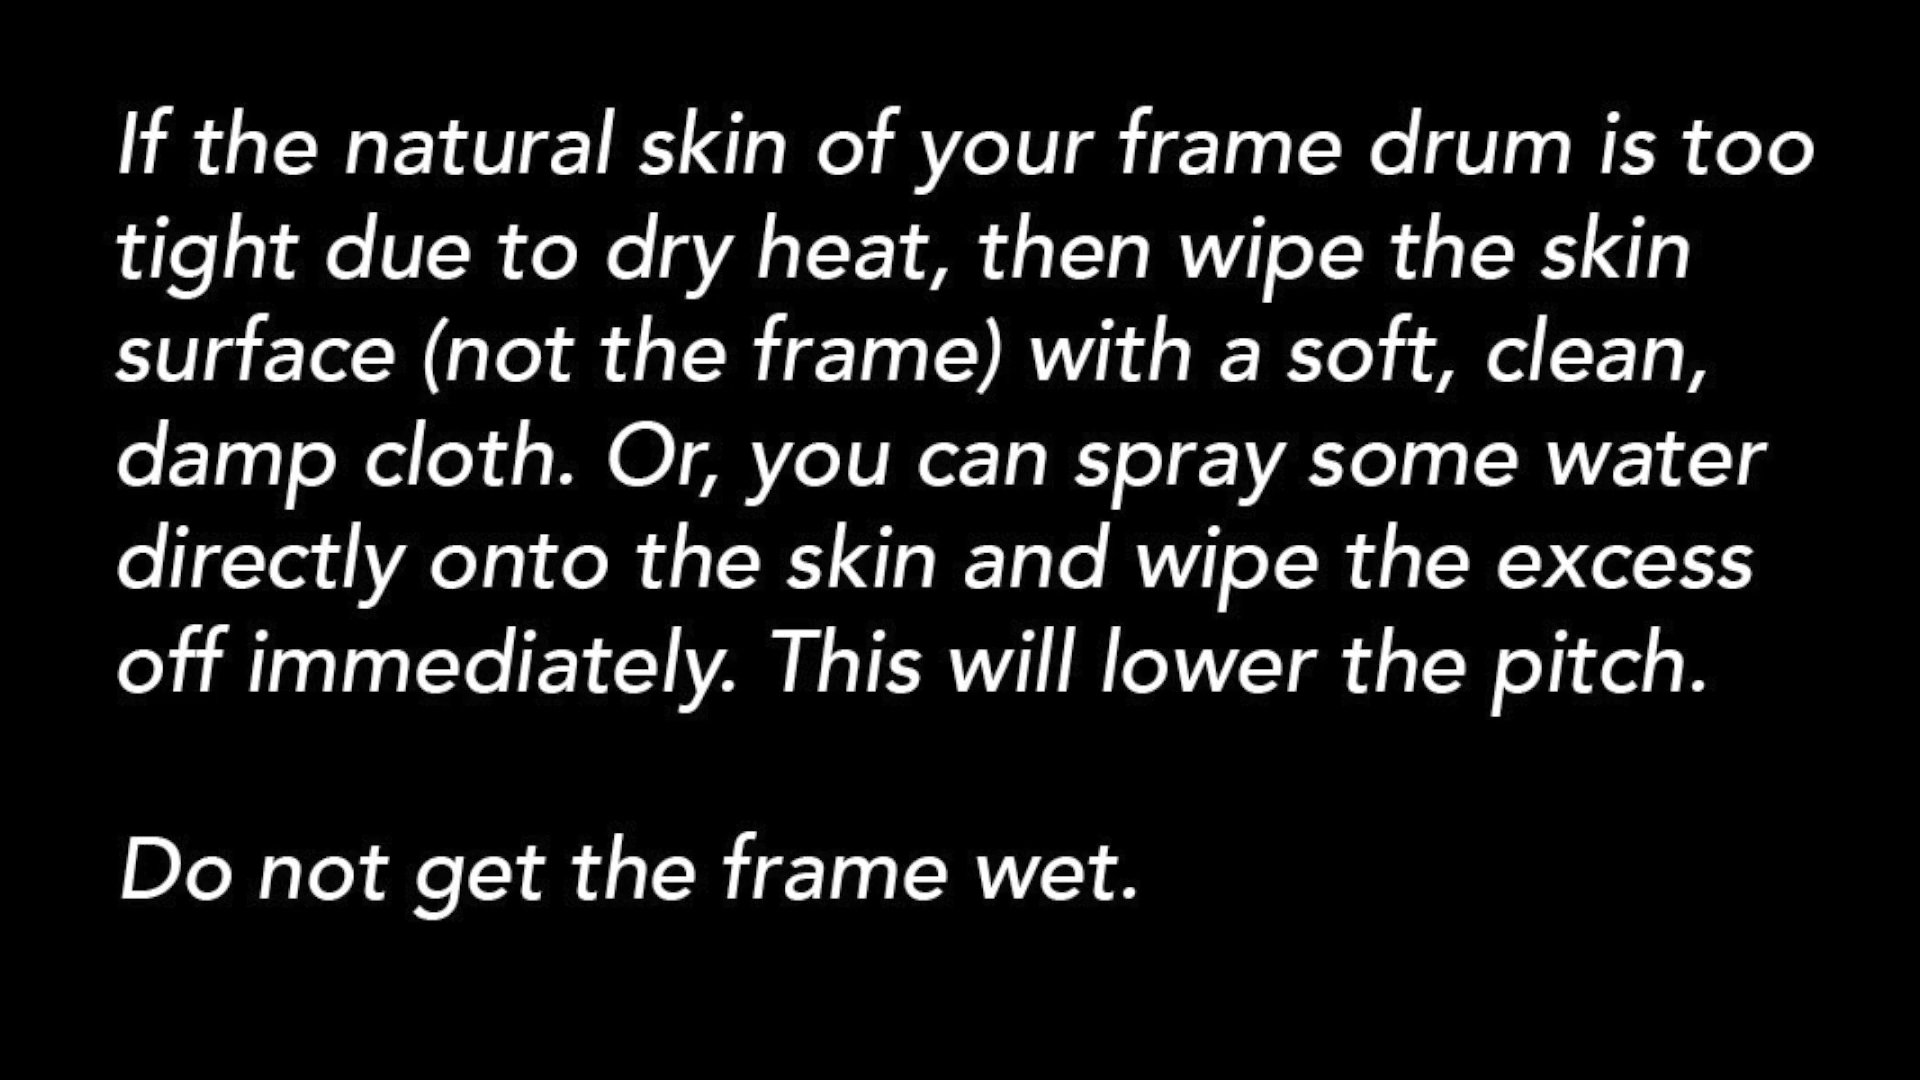 If the natural skin of your frame drum is too
tight due to dry heat, then wipe the skin
surface (not the frame) with a soft, clean,
damp cloth. Or, you can spray some water
directly onto the skin and wipe the excess
off immediately. This will lower the pitch.
Do not get the frame wet.